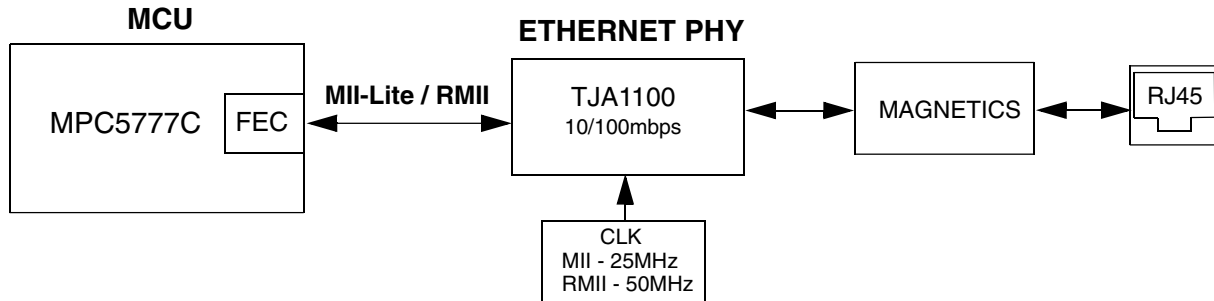 MCU
ETHERNET PHY
MPC5777C
FEC
MII-Lite / RMII
TJA1100
10/100mbps
MAGNETICS
RJ45
CLK
MII - 25MHz
RMII - 50MHz